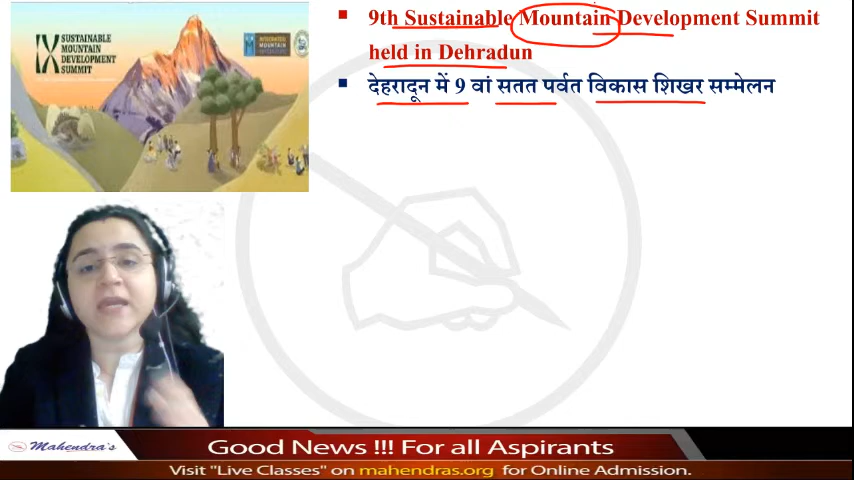 IX SUSTAINABLE
MOUNTAIN
DEVELOPMENT
SUMMIT
INTEGRATED
MOUNTAIN
▪ 9th Sustainable Mountain Development Summit
held in Dehradun
▪ देहरादून में 9 वां सतत पर्वत विकास शिखर सम्मेलन
Mahendra's
Good News !!! For all Aspirants
Visit "Live Classes" on mahendras.org for Online Admission.